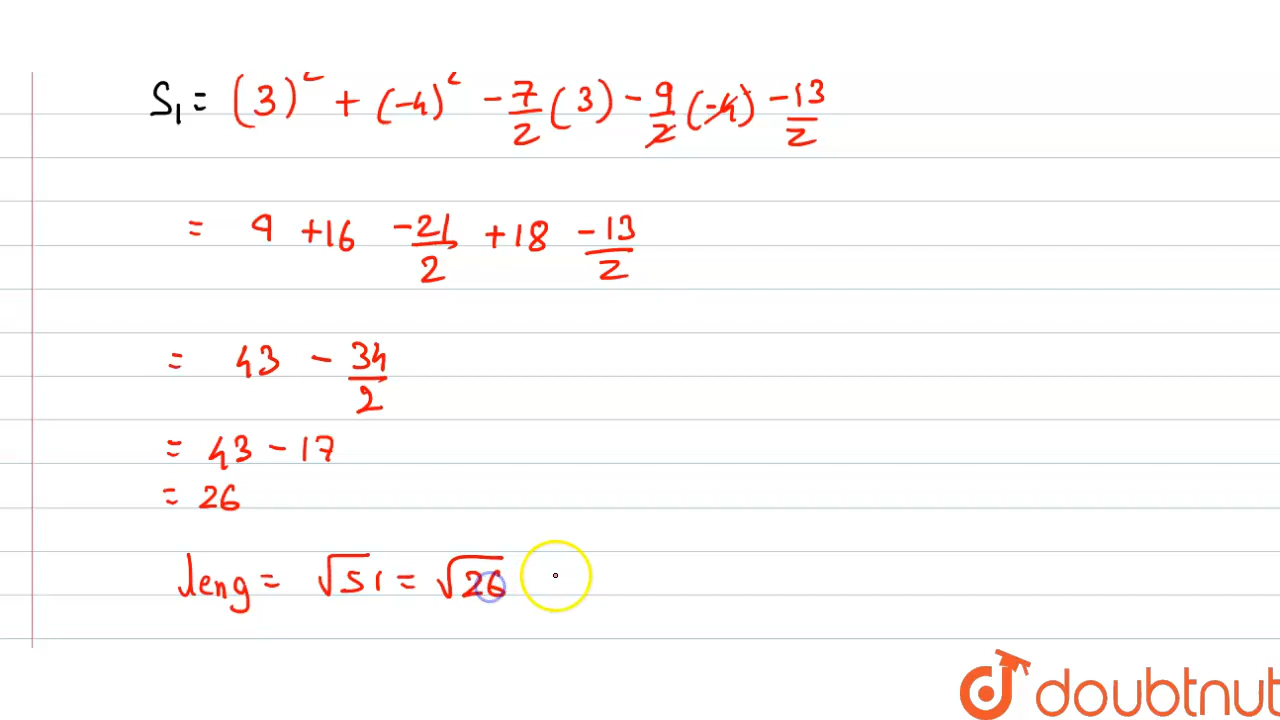 S₁ = (3)² + (-4)² - 7/2 (3) - 9/2 (-4) - 13/2
= 9 + 16 - 21/2 + 18 - 13/2
= 43 - 34/2
= 43 - 17
= 26
leng = √S1 = √26
doubtnut